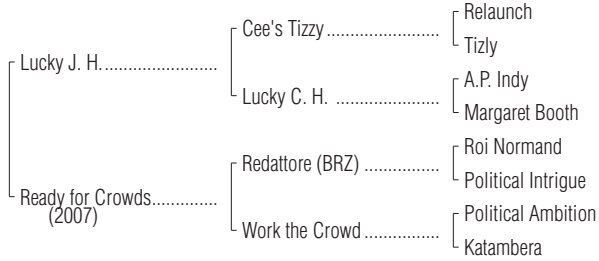 Relaunch
Cee's Tizzy
Tizly
Lucky J. H.
A.P. Indy
Lucky C. H.
Margaret Booth
Roi Normand
Redattore (BRZ)
Political Intrigue
Ready for Crowds
(2007)
Political Ambition
Work the Crowd
Katambera